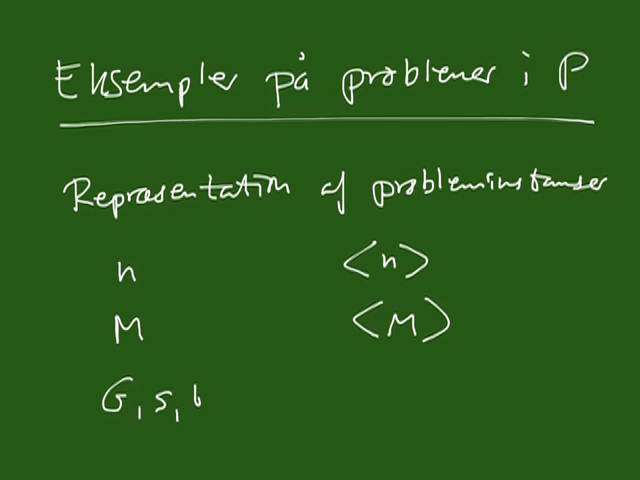 Eksempler på problemer i P
Repræsentation af probleminstanser
n <n>
M <M>
G, s,